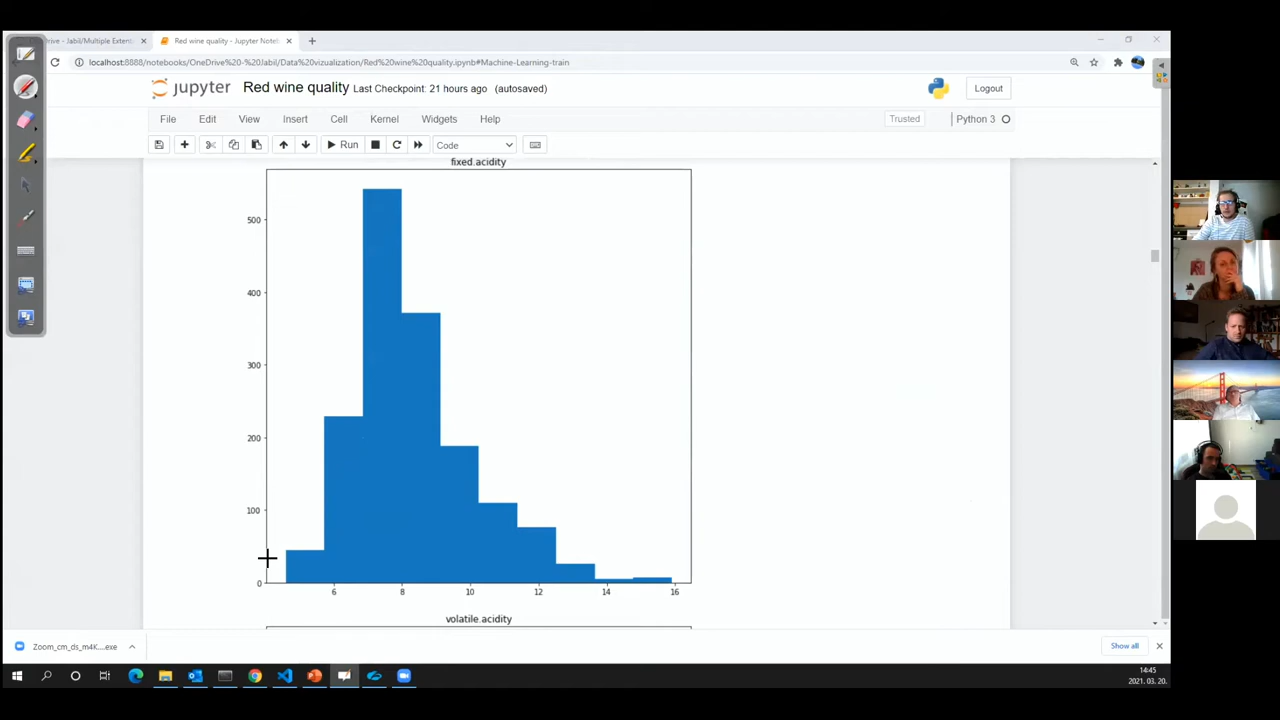 rive - .Jabil/Multiple Extent
Red wine quality - Jupyter Note
localhost:8888/notebooks/OneDrive%20-%20Jabil/Data%20vizualization/Red%20wine%20quality.ipynb#Machine-Learning-train
jupyter Red wine quality Last Checkpoint: 21 hours ago (autosaved)
Logout
File Edit View Insert Cell Kernel Widgets Help
Trusted
Python 3
Run
Code
fixed.acidity
500
400
300
200
100
0
6 8 10 12 14 16
volatile.acidity
Zoom_cm_ds_m4K....exe
Show all
14:45
2021. 03. 20.